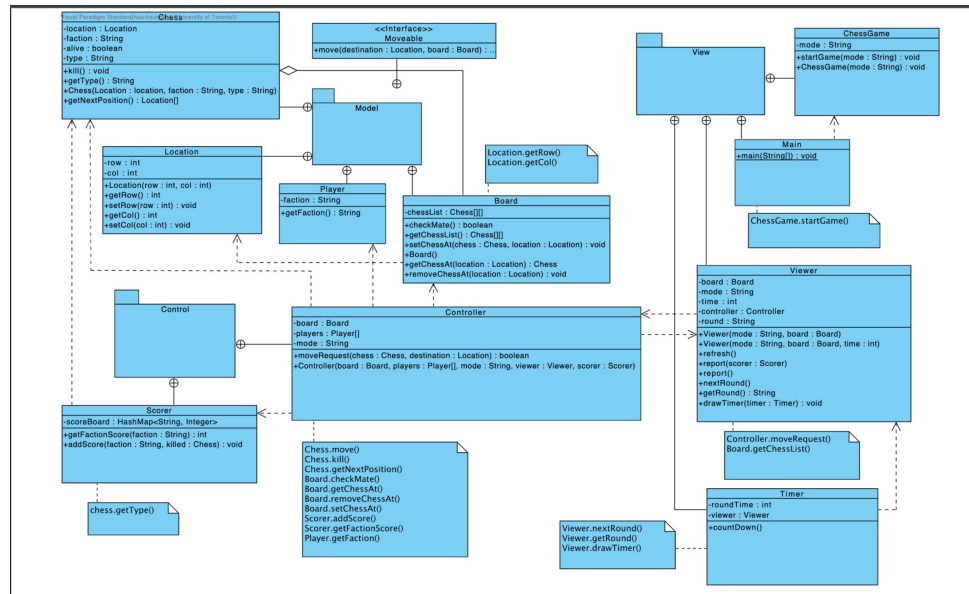 Visual Paradigm Standard(hua-hear University of Toronto))
Chess
-location : Location
-faction : String
-alive : boolean
-type : String
+kill() : void
+getType() : String
+Chess(Location : location, faction : String, type : String)
+getNextPosition() : Location[]
<<Interface>>
Moveable
+move(destination : Location, board : Board) : ...
View
ChessGame
-mode : String
+startGame(mode : String) : void
+ChessGame(mode : String) : void
Model
Main
+main(String[]) : void
ChessGame.startGame()
Location
-row : int
-col : int
+Location(row : int, col : int)
+getRow() : int
+setRow(row : int) : void
+getCol() : int
+setCol(col : int) : void
Player
-faction : String
+getFaction() : String
Location.getRow()
Location.getCol()
Board
-chessList : Chess[][]
+checkMate() : boolean
+getChessList() : Chess[][]
+setChessAt(chess : Chess, location : Location) : void
+Board()
+getChessAt(location : Location) : Chess
+removeChessAt(location : Location) : void
Control
Controller
-board : Board
-players : Player[]
-mode : String
+moveRequest(chess : Chess, destination : Location) : boolean
+Controller(board : Board, players : Player[], mode : String, viewer : Viewer, scorer : Scorer)
Viewer
-board : Board
-mode : String
-time : int
-controller : Controller
-round : String
+Viewer(mode : String, board : Board)
+Viewer(mode : String, board : Board, time : int)
+refresh()
+report(scorer : Scorer)
+report()
+nextRound()
+getRound() : String
+drawTimer(timer : Timer) : void
Controller.moveRequest()
Board.getChessList()
Scorer
-scoreBoard : HashMap<String, Integer>
+getFactionScore(faction : String) : int
+addScore(faction : String, killed : Chess) : void
chess.getType()
Chess.move()
Chess.kill()
Chess.getNextPosition()
Board.checkMate()
Board.getChessAt()
Board.removeChessAt()
Board.setChessAt()
Scorer.addScore()
Scorer.getFactionScore()
Player.getFaction()
Viewer.nextRound()
Viewer.getRound()
Viewer.drawTimer()
Timer
-roundTime : int
-viewer : Viewer
+countDown()